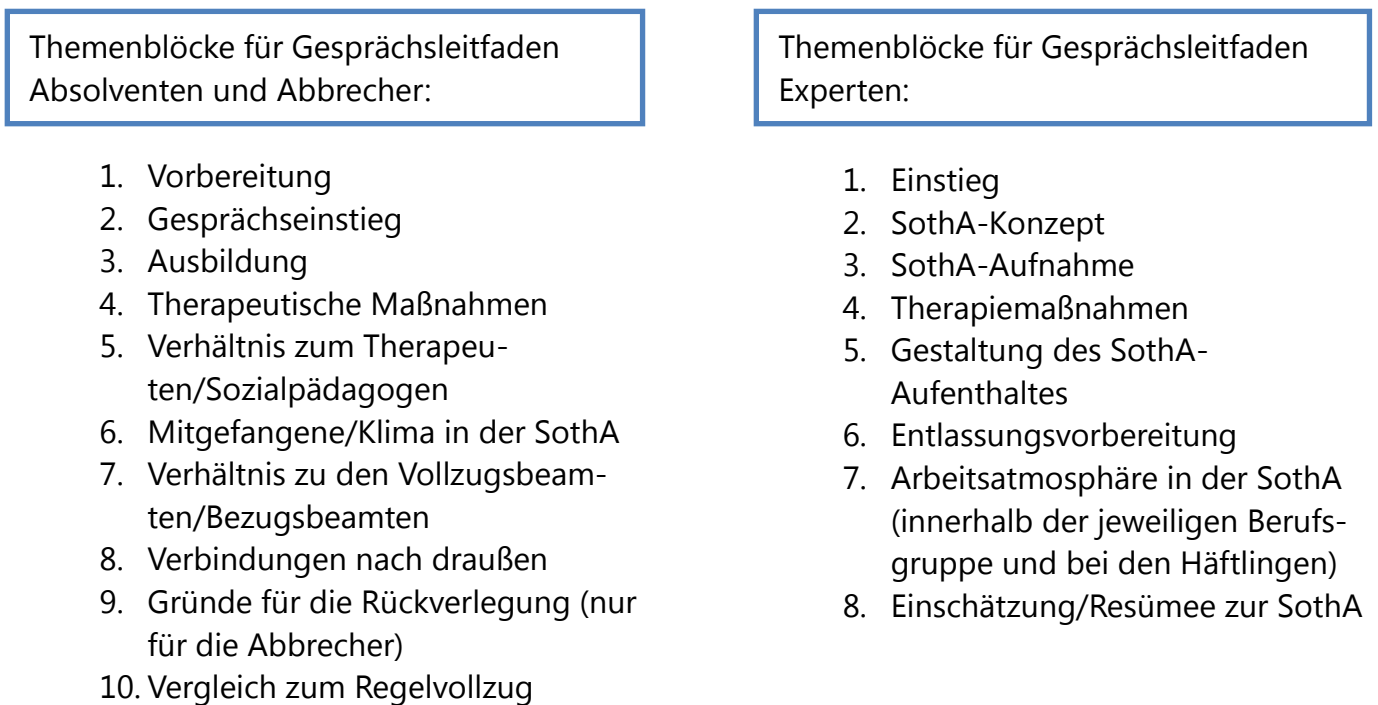 Themenblöcke für Gesprächsleitfaden
Absolventen und Abbrecher:
1. Vorbereitung
2. Gesprächseinstieg
3. Ausbildung
4. Therapeutische Maßnahmen
5. Verhältnis zum Therapeu-
ten/Sozialpädagogen
6. Mitgefangene/Klima in der SothA
7. Verhältnis zu den Vollzugsbeam-
ten/Bezugsbeamten
8. Verbindungen nach draußen
9. Gründe für die Rückverlegung (nur
für die Abbrecher)
10. Vergleich zum Regelvollzug
Themenblöcke für Gesprächsleitfaden
Experten:
1. Einstieg
2. SothA-Konzept
3. SothA-Aufnahme
4. Therapiemaßnahmen
5. Gestaltung des SothA-
Aufenthaltes
6. Entlassungsvorbereitung
7. Arbeitsatmosphäre in der SothA
(innerhalb der jeweiligen Berufs-
gruppe und bei den Häftlingen)
8. Einschätzung/Resümee zur SothA